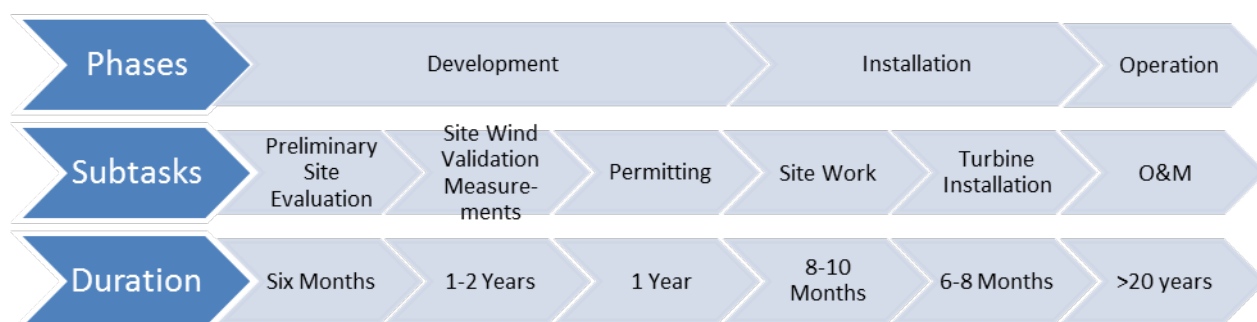 Phases
Development
Installation
Operation
Subtasks
Preliminary
Site
Evaluation
Site Wind
Validation
Measure-
ments
Permitting
Site Work
Turbine
Installation
O&M
Duration
Six Months
1-2 Years
1 Year
8-10
Months
6-8 Months
>20 years